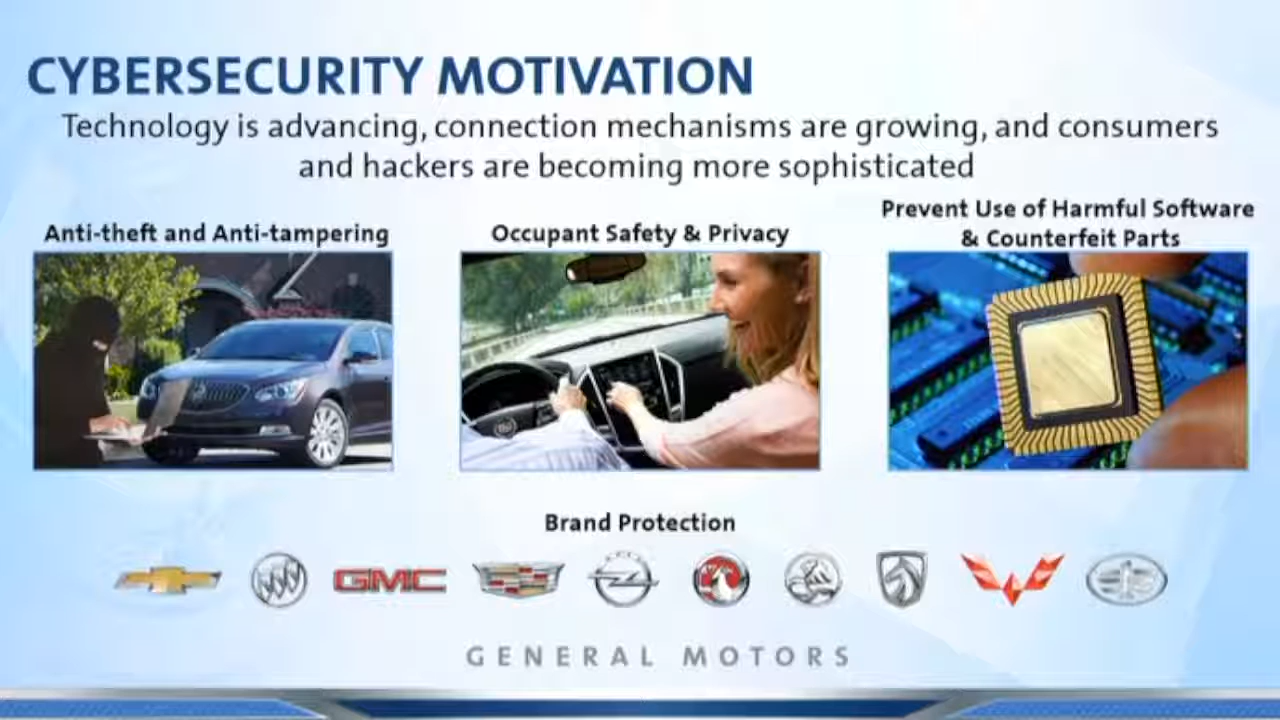 CYBERSECURITY MOTIVATION
Technology is advancing, connection mechanisms are growing, and consumers
and hackers are becoming more sophisticated
Anti-theft and Anti-tampering
Occupant Safety & Privacy
Prevent Use of Harmful Software
& Counterfeit Parts
Brand Protection
GMC
GENERAL MOTORS